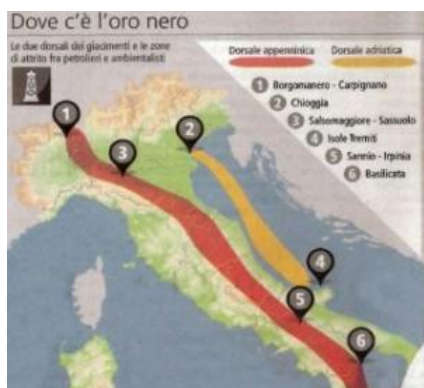 Dove c'è l'oro nero
Le due dorsali dei giacimenti e le zone
di attrito fra petrolieri e ambientalisti
Dorsale appenninica
Dorsale adriatica
1 Borgomanero - Carpignano
2 Chioggia
3 Salsomaggiore - Sassuolo
4 Isole Tremiti
5 Sannio - Irpinia
6 Basilicata
1
2
3
4
5
6